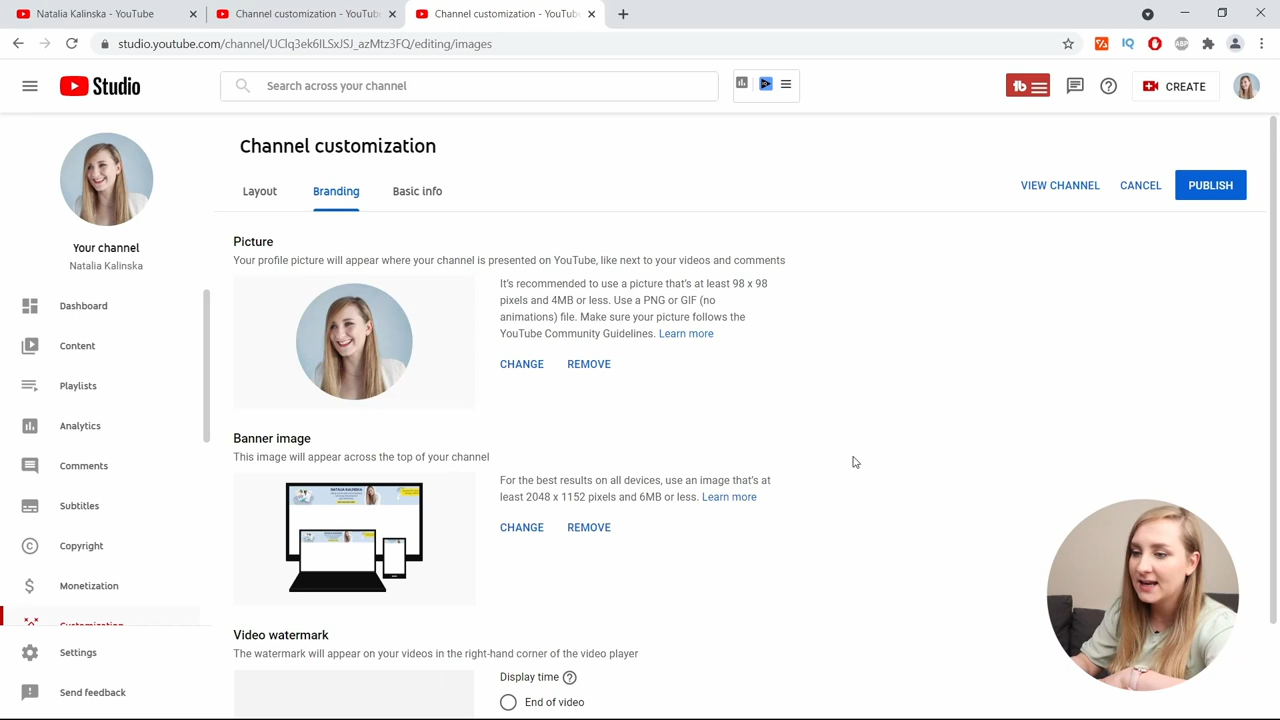 Natalia Kalinska - YouTube
Channel customization - YouTube
Channel customization - YouTube
studio.youtube.com/channel/UClq3ek6ILSxJSJ_azMtz3FQ/editing/images
Studio
Search across your channel
CREATE
Channel customization
Layout
Branding
Basic info
VIEW CHANNEL
CANCEL
PUBLISH
Your channel
Natalia Kalinska
Dashboard
Content
Playlists
Analytics
Comments
Subtitles
Copyright
Monetization
Customization
Settings
Send feedback
Picture
Your profile picture will appear where your channel is presented on YouTube, like next to your videos and comments
It's recommended to use a picture that's at least 98 x 98
pixels and 4MB or less. Use a PNG or GIF (no
animations) file. Make sure your picture follows the
YouTube Community Guidelines. Learn more
CHANGE
REMOVE
Banner image
This image will appear across the top of your channel
NATALIA KALINSKA
For the best results on all devices, use an image that's at
least 2048 x 1152 pixels and 6MB or less. Learn more
CHANGE
REMOVE
Video watermark
The watermark will appear on your videos in the right-hand corner of the video player
Display time
End of video